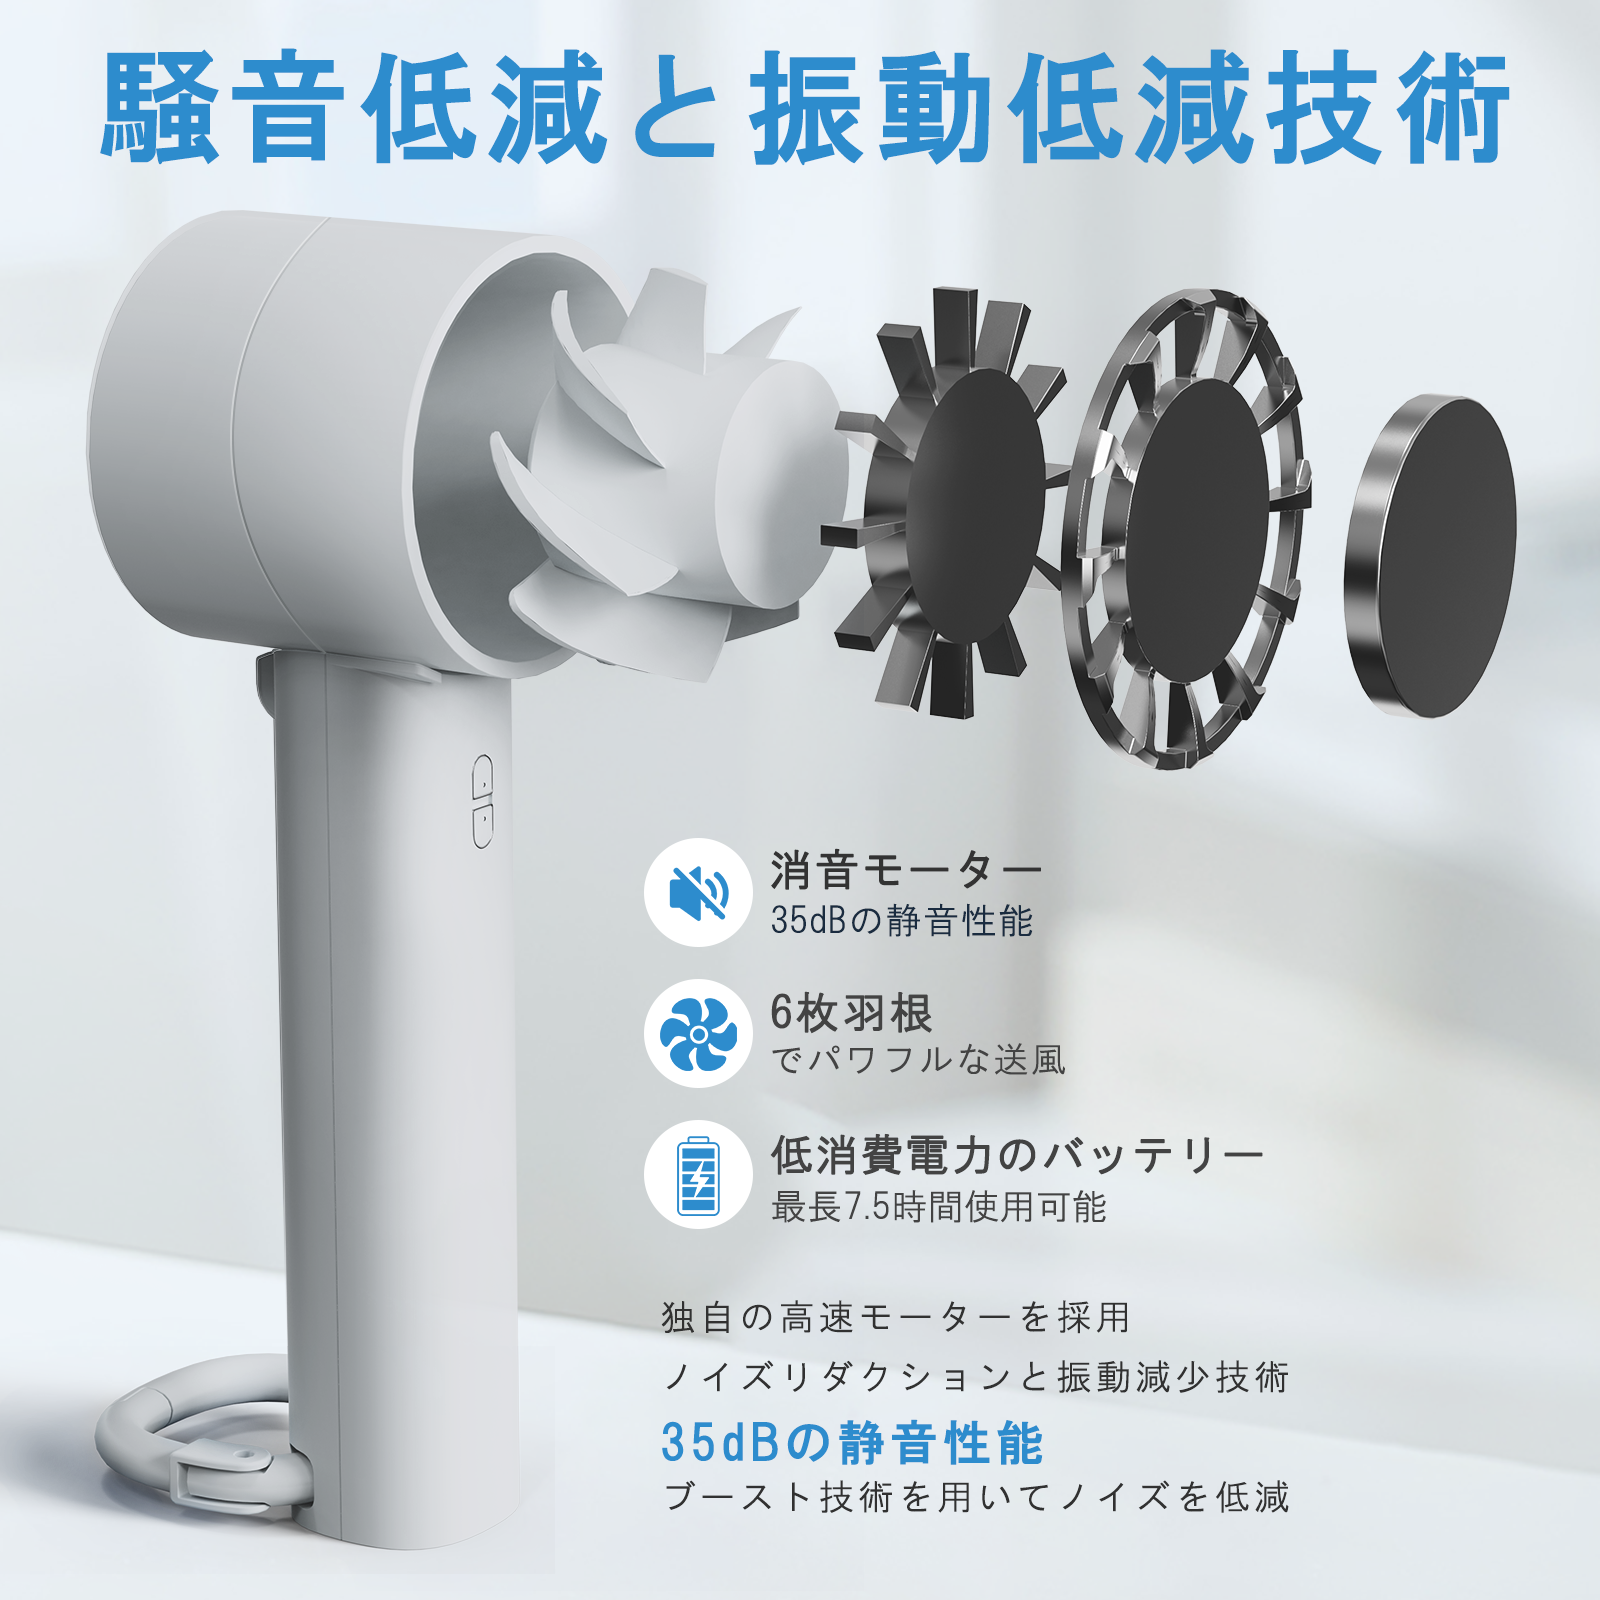 騒音低減と振動低減技術
消音モーター
35dBの静音性能
6枚羽根
でパワフルな送風
低消費電力のバッテリー
最長7.5時間使用可能
独自の高速モーターを採用
ノイズリダクションと振動減少技術
35dBの静音性能
ブースト技術を用いてノイズを低減